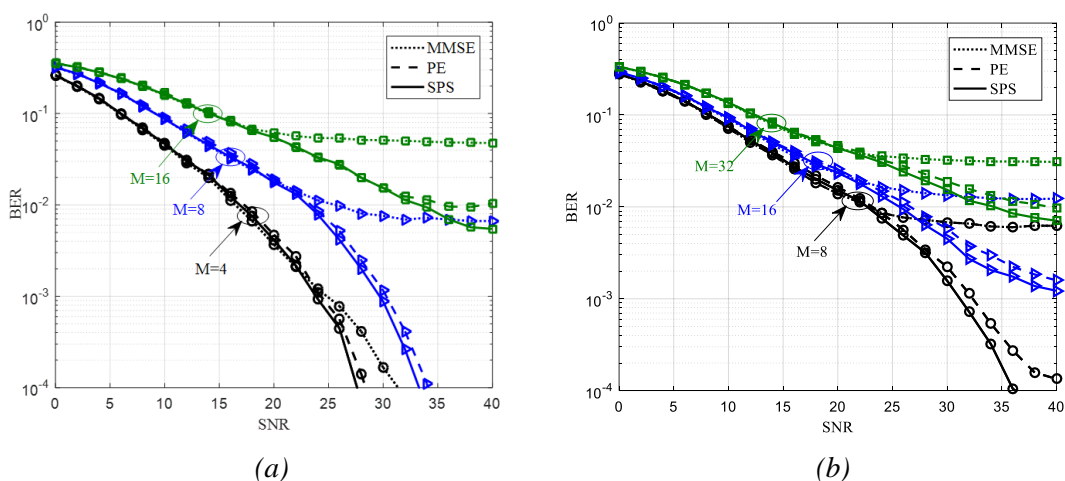 10^0
10^-1
10^-2
10^-3
10^-4
BER
0 5 10 15 20 25 30 35 40
SNR
MMSE
PE
SPS
M=16
M=8
M=4
(a)
10^0
10^-1
10^-2
10^-3
10^-4
BER
0 5 10 15 20 25 30 35 40
SNR
MMSE
PE
SPS
M=32
M=16
M=8
(b)